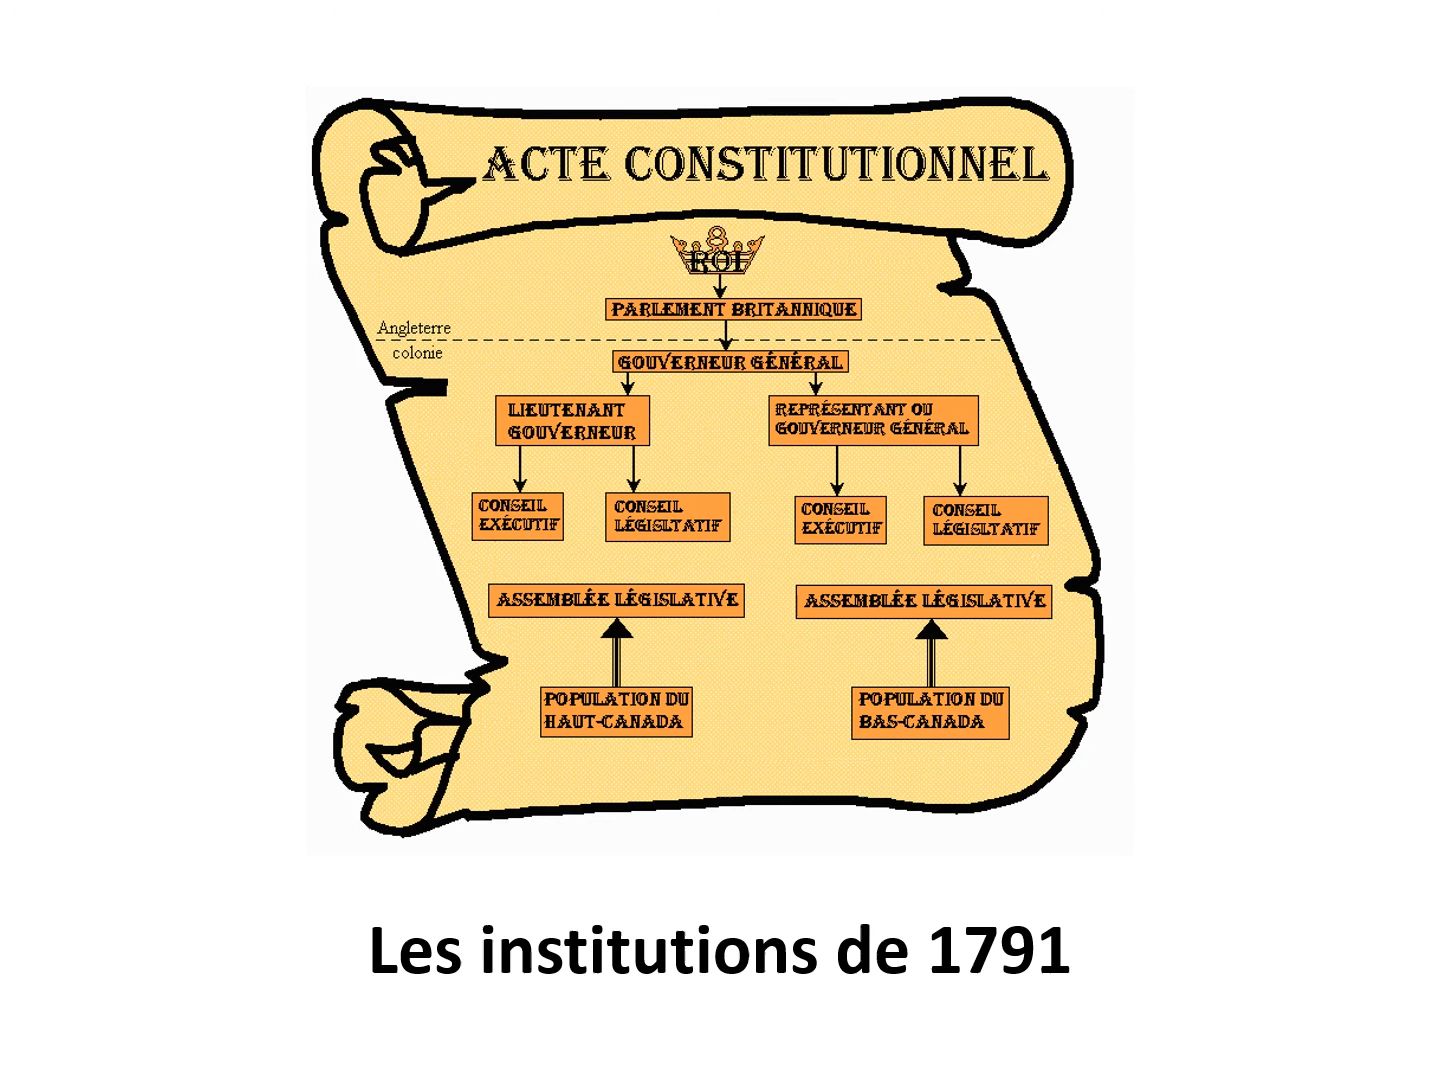 ACTE CONSTITUTIONNEL
ROI
PARLEMENT BRITANNIQUE
Angleterre
colonie
GOUVERNEUR GÉNÉRAL
LIEUTENANT
GOUVERNEUR
REPRÉSENTANT OU
GOUVERNEUR GÉNÉRAL
CONSEIL
EXÉCUTIF
CONSEIL
LÉGISLTATIF
CONSEIL
EXÉCUTIF
CONSEIL
LÉGISLTATIF
ASSEMBLÉE LÉGISLATIVE
ASSEMBLÉE LÉGISLATIVE
POPULATION DU
HAUT-CANADA
POPULATION DU
BAS-CANADA
Les institutions de 1791